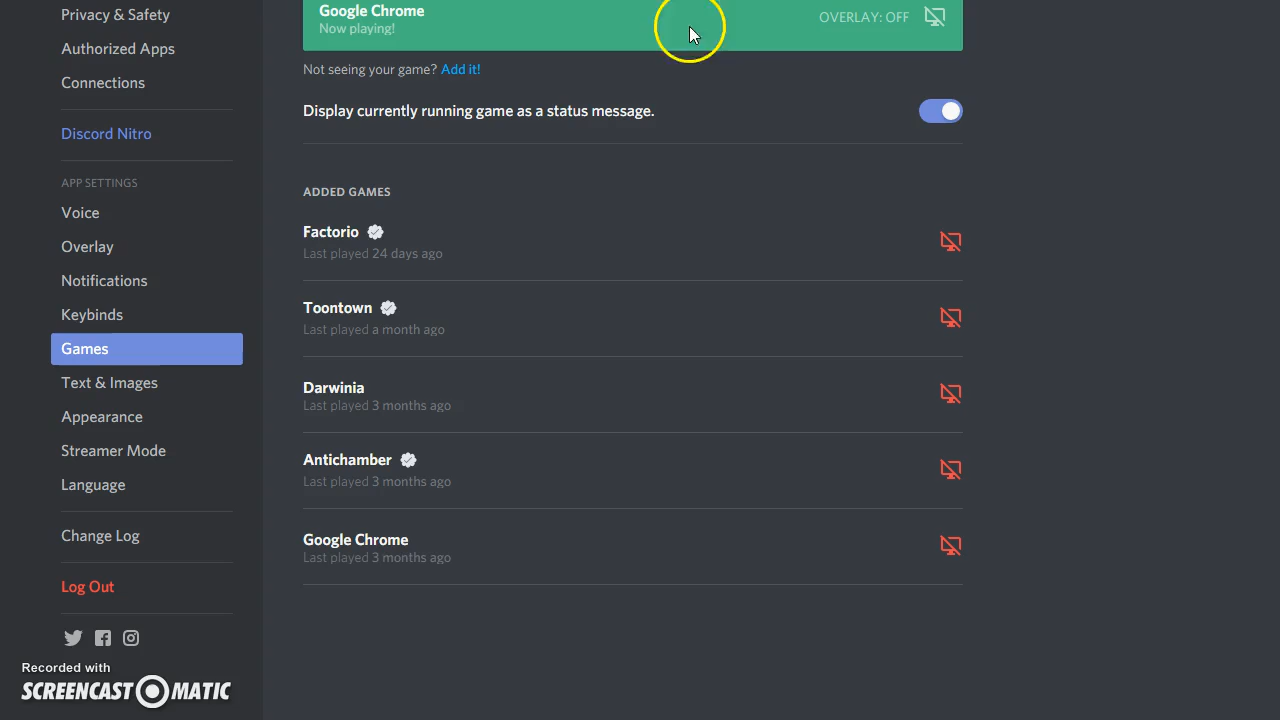 Privacy & Safety
Authorized Apps
Connections
Discord Nitro
APP SETTINGS
Voice
Overlay
Notifications
Keybinds
Games
Text & Images
Appearance
Streamer Mode
Language
Change Log
Log Out
Recorded with
SCREENCAST MATIC
Google Chrome
Now playing!
OVERLAY: OFF
Not seeing your game? Add it!
Display currently running game as a status message.
ADDED GAMES
Factorio
Last played 24 days ago
Toontown
Last played a month ago
Darwinia
Last played 3 months ago
Antichamber
Last played 3 months ago
Google Chrome
Last played 3 months ago